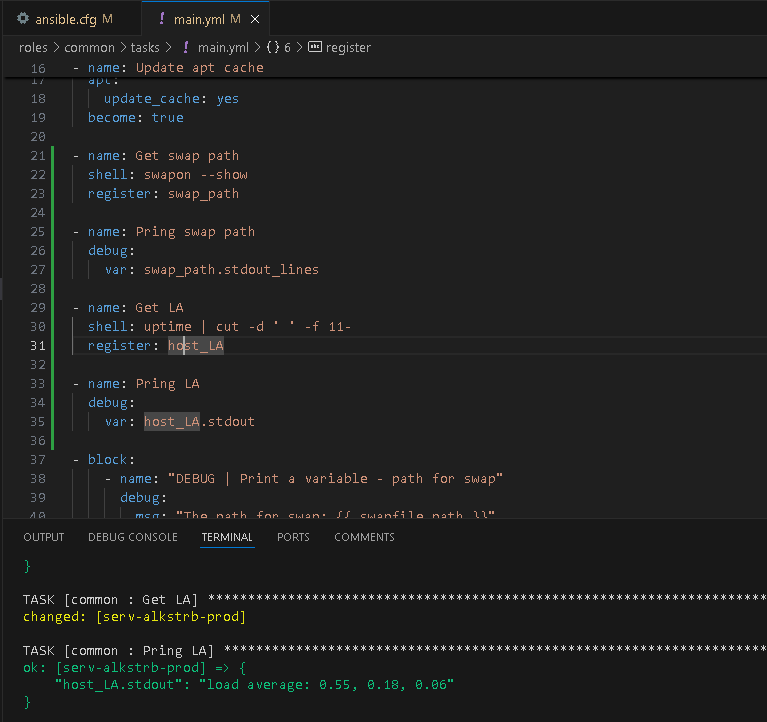 ansible.cfg M
! main.yml M ×
roles > common > tasks > ! main.yml > {} 6 > abc register
16 - name: Update apt cache
17 apt:
18 update_cache: yes
19 become: true
20
21 - name: Get swap path
22 shell: swapon --show
23 register: swap_path
24
25 - name: Pring swap path
26 debug:
27 var: swap_path.stdout_lines
28
29 - name: Get LA
30 shell: uptime | cut -d ' ' -f 11-
31 register: host_LA
32
33 - name: Pring LA
34 debug:
35 var: host_LA.stdout
36
37 - block:
38 - name: "DEBUG | Print a variable - path for swap"
39 debug:
40 msg: "The path for swap: {{ swapfile_path }}"
OUTPUT DEBUG CONSOLE TERMINAL PORTS COMMENTS
}
TASK [common : Get LA] **********************************************************************
changed: [serv-alkstrb-prod]
TASK [common : Pring LA] ********************************************************************
ok: [serv-alkstrb-prod] => {
"host_LA.stdout": "load average: 0.55, 0.18, 0.06"
}